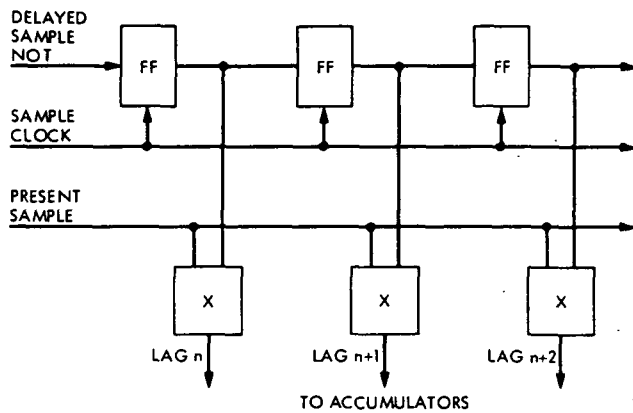 DELAYED
SAMPLE
NOT
FF
FF
FF
SAMPLE
CLOCK
PRESENT
SAMPLE
X
X
X
LAG n
LAG n+1
LAG n+2
TO ACCUMULATORS